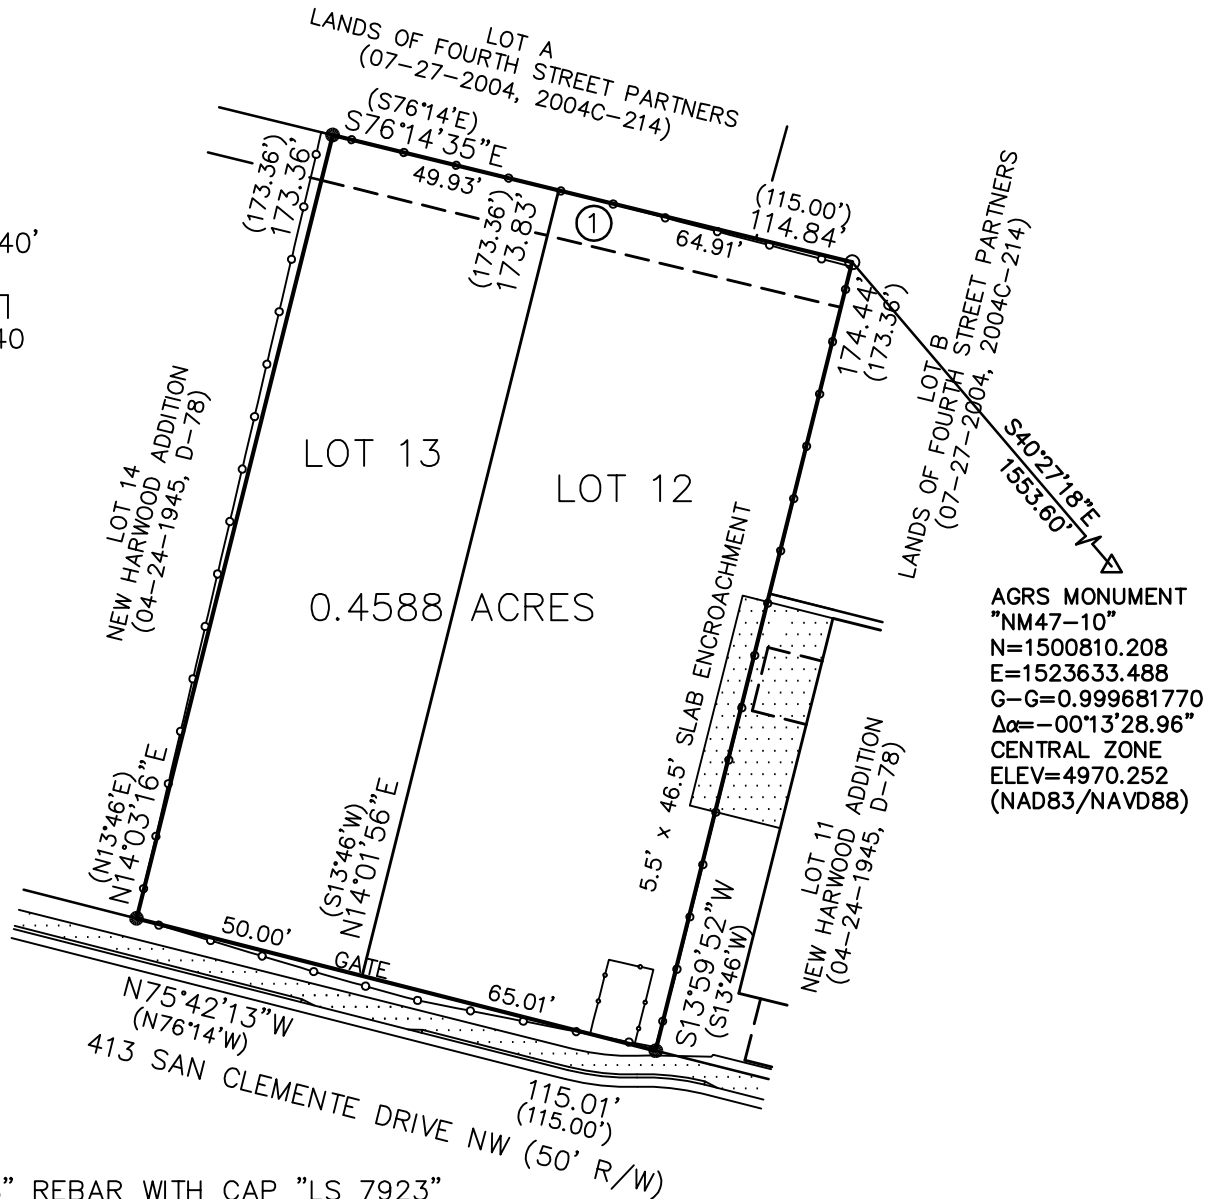 LOT A
LANDS OF FOURTH STREET PARTNERS
(07-27-2004, 2004C-214)
(S76°14'E)
S76°14'35"E
49.93'
(173.36')
173.36'
(173.36')
173.83'
1
64.91'
(115.00')
114.84'
174.44'
(173.36')
40'
40
LOT B
LANDS OF FOURTH STREET PARTNERS
(07-27-2004, 2004C-214)
S40°27'18"E
1553.60'
LOT 14
NEW HARWOOD ADDITION
(04-24-1945, D-78)
LOT 13
LOT 12
0.4588 ACRES
5.5' x 46.5' SLAB ENCROACHMENT
AGRS MONUMENT
"NM47-10"
N=1500810.208
E=1523633.488
G-G=0.999681770
Δα=-00°13'28.96"
CENTRAL ZONE
ELEV=4970.252
(NAD83/NAVD88)
LOT 11
NEW HARWOOD ADDITION
(04-24-1945, D-78)
(N13°46'E)
N14°03'16"E
(S13°46'W)
N14°01'56"E
S13°59'52"W
(S13°46'W)
50.00'
GATE
65.01'
N75°42'13"W
(N76°14'W)
115.01'
(115.00')
413 SAN CLEMENTE DRIVE NW (50' R/W)
" REBAR WITH CAP "LS 7923"